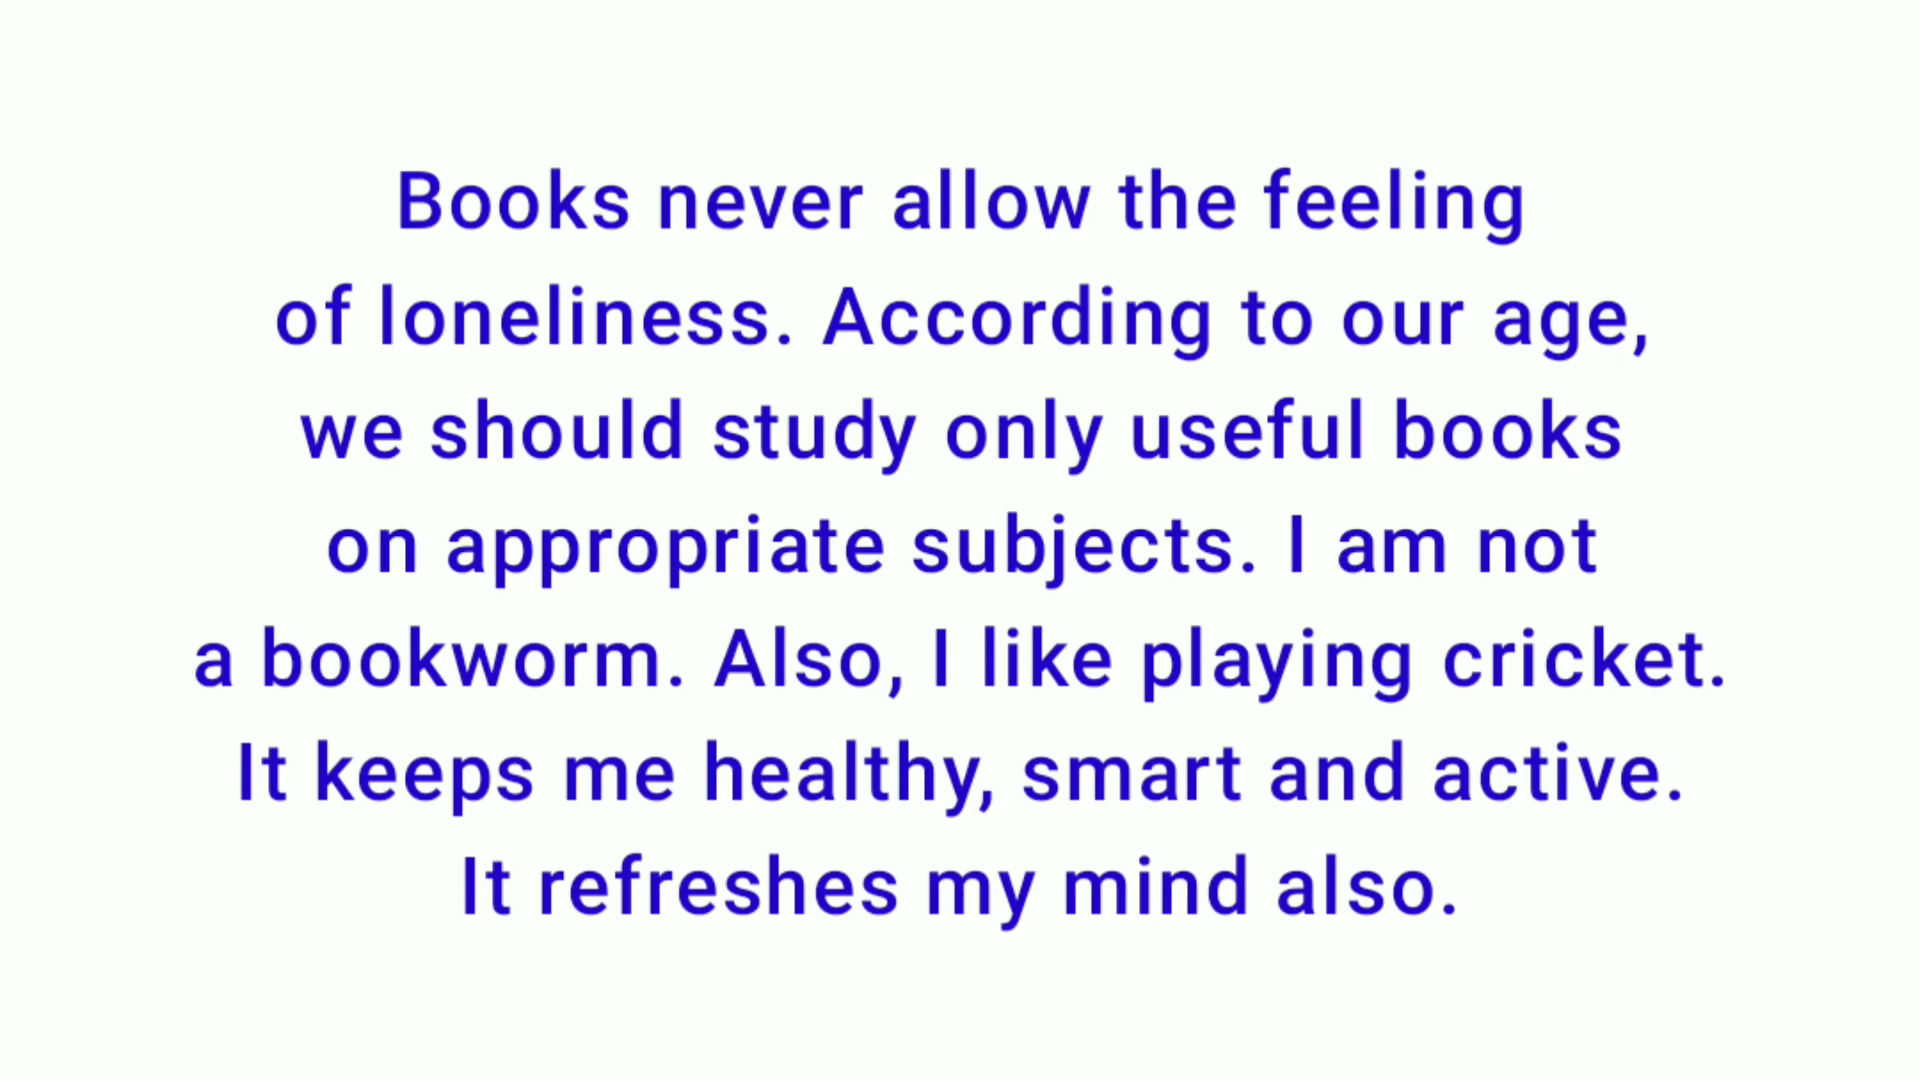 Books never allow the feeling
of loneliness. According to our age,
we should study only useful books
on appropriate subjects. I am not
a bookworm. Also, I like playing cricket.
It keeps me healthy, smart and active.
It refreshes my mind also.